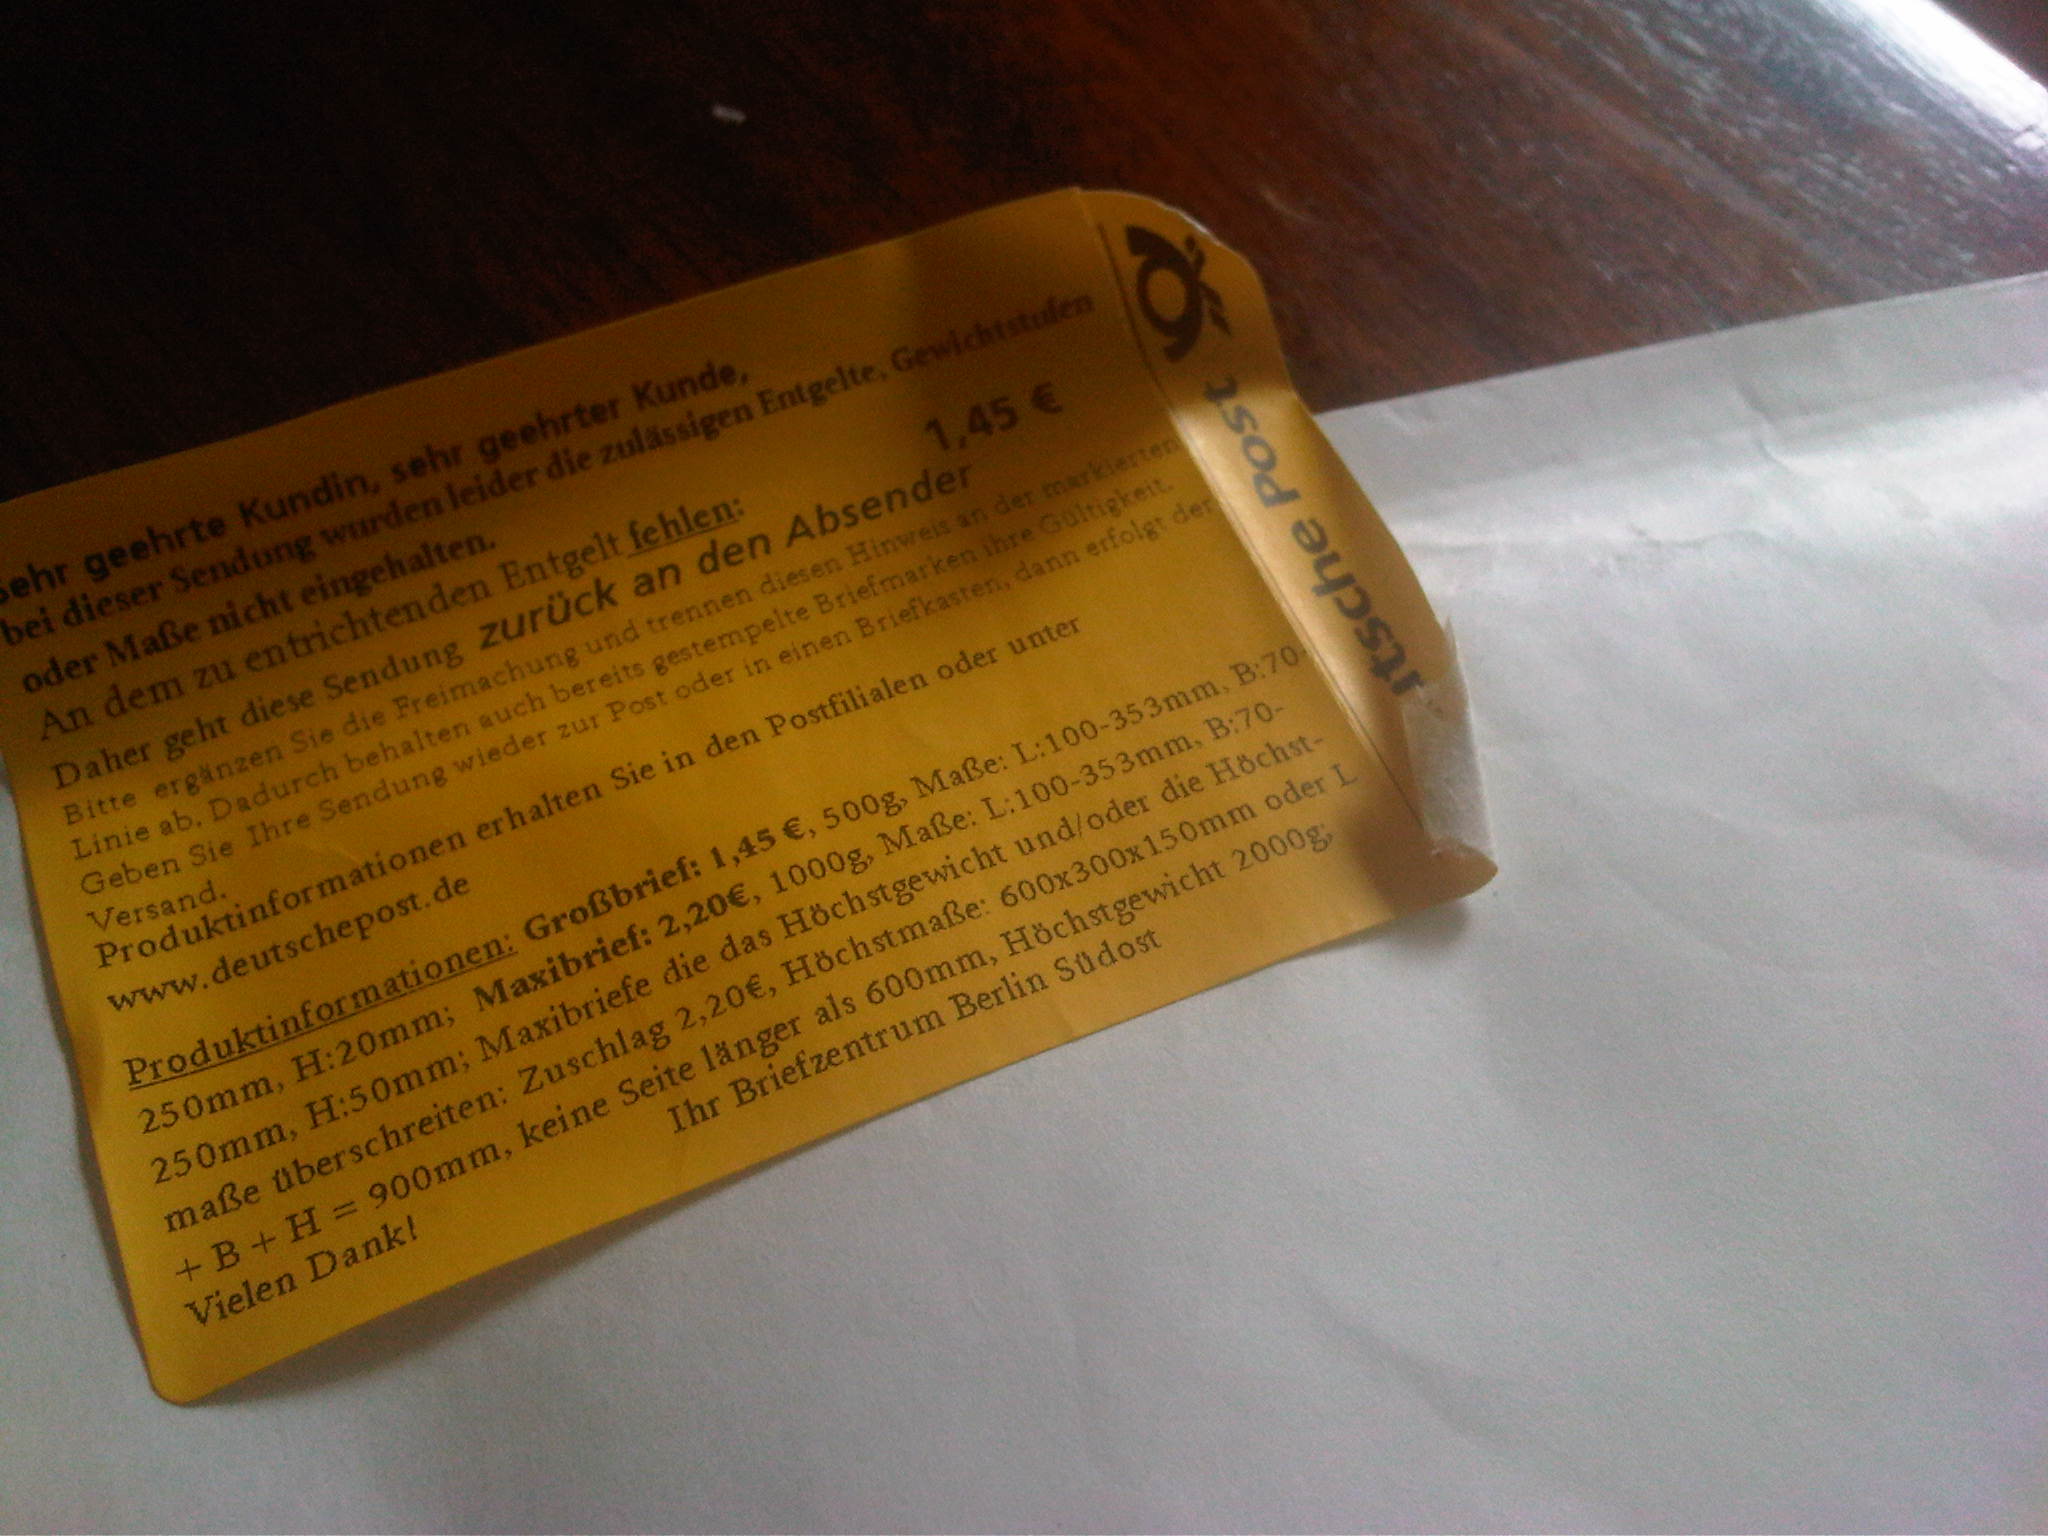 Sehr geehrte Kundin, sehr geehrter Kunde,
bei dieser Sendung wurden leider die zulässigen Entgelte, Gewichtstufen
oder Maße nicht eingehalten.
An dem zu entrichtenden Entgelt fehlen: 1,45 €
Daher geht diese Sendung zurück an den Absender
Bitte ergänzen Sie die Freimachung und trennen diesen Hinweis an der markierten
Linie ab. Dadurch behalten auch bereits gestempelte Briefmarken ihre Gültigkeit.
Geben Sie Ihre Sendung wieder zur Post oder in einen Briefkasten, dann erfolgt der
Versand.
Produktinformationen erhalten Sie in den Postfilialen oder unter
www.deutschepost.de
Produktinformationen: Großbrief: 1,45 €, 500g, Maße: L:100-353mm, B:70-
250mm, H:20mm; Maxibrief: 2,20€, 1000g, Maße: L:100-353mm, B:70-
250mm, H:50mm; Maxibriefe die das Höchstgewicht und/oder die Höchst-
maße überschreiten: Zuschlag 2,20€, Höchstmaße: 600x300x150mm oder L
+ B + H = 900mm, keine Seite länger als 600mm, Höchstgewicht 2000g;
Vielen Dank! Ihr Briefzentrum Berlin Südost
utsche Post